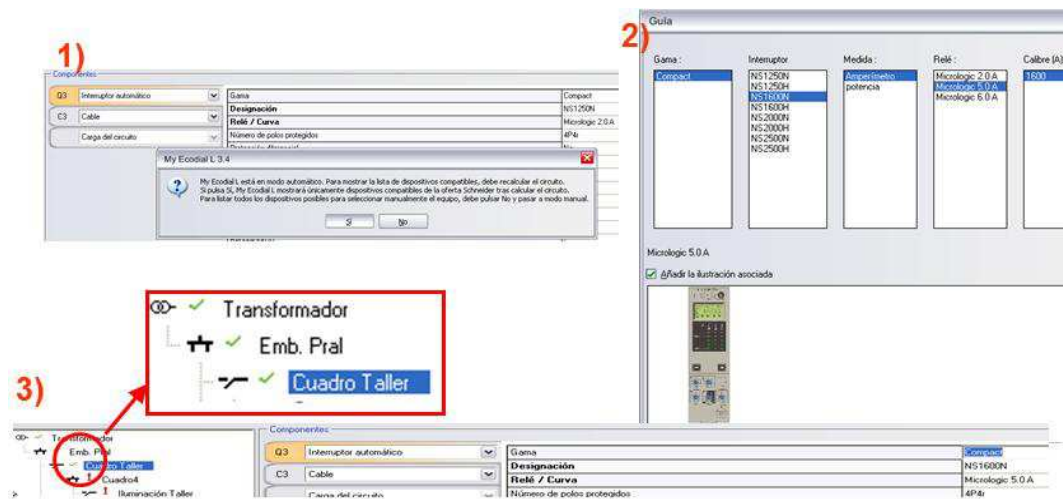 1)
Componentes
Q3 Interruptor automático Gama Compact
Designación NS1250N
C3 Cable Relé / Curva Micrologic 2.0 A
Carga del circuito Número de polos protegidos 4P4r
My Ecodial L 3.4
My Ecodial L está en modo automático. Para mostrar la lista de dispositivos compatibles, debe recalcular el circuito.
Si pulsa Sí, My Ecodial L mostrará únicamente dispositivos compatibles de la oferta Schneider tras calcular el circuito.
Para listar todos los dispositivos posibles para seleccionar manualmente el equipo, debe pulsar No y pasar a modo manual.
Sí No
2)
Guía
Gama : Interruptor Medida : Relé : Calibre (A)
Compact NS1250N Amperímetro Micrologic 2.0 A 1600
NS1250H potencia Micrologic 5.0 A
NS1600N Micrologic 6.0 A
NS1600H
NS2000N
NS2000H
NS2500N
NS2500H
Micrologic 5.0 A
Añadir la ilustración asociada
Transformador
Emb. Pral
Cuadro Taller
3)
Transformador
Emb. Pral
Cuadro Taller
Cuadro4
Iluminación Taller
Componentes
Q3 Interruptor automático Gama Compact
Designación NS1600N
C3 Cable Relé / Curva Micrologic 5.0 A
Carga del circuito Número de polos protegidos 4P4r